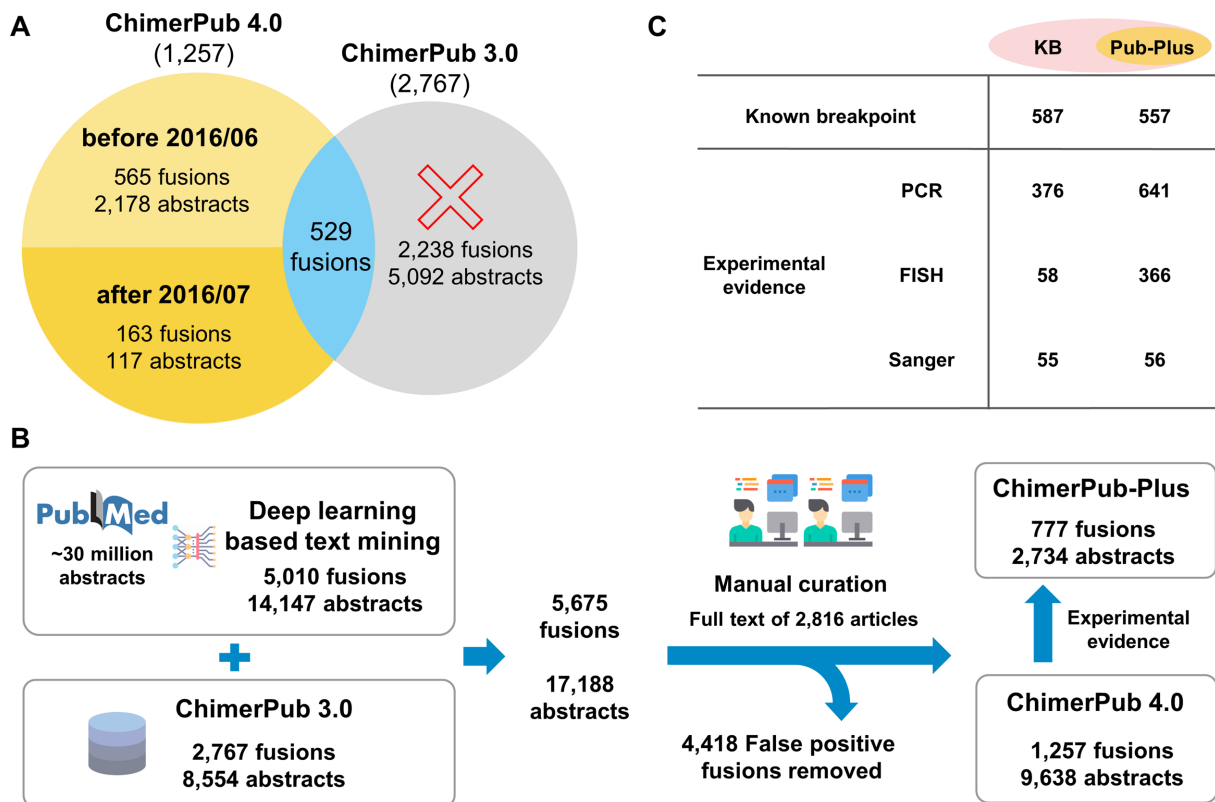 A
ChimerPub 4.0
(1,257)
ChimerPub 3.0
(2,767)
before 2016/06
565 fusions
2,178 abstracts
529
fusions
2,238 fusions
5,092 abstracts
after 2016/07
163 fusions
117 abstracts
C
KB Pub-Plus
Known breakpoint 587 557
Experimental
evidence
PCR 376 641
FISH 58 366
Sanger 55 56
B
PubMed
~30 million
abstracts
Deep learning
based text mining
5,010 fusions
14,147 abstracts
ChimerPub 3.0
2,767 fusions
8,554 abstracts
5,675
fusions
17,188
abstracts
Manual curation
Full text of 2,816 articles
4,418 False positive
fusions removed
ChimerPub-Plus
777 fusions
2,734 abstracts
Experimental
evidence
ChimerPub 4.0
1,257 fusions
9,638 abstracts